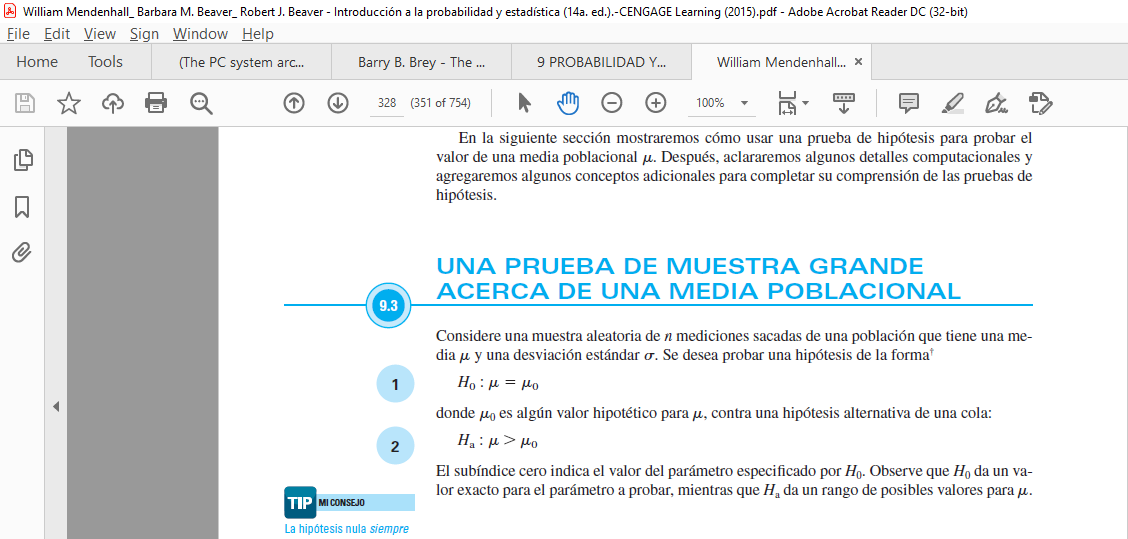 William Mendenhall_ Barbara M. Beaver_ Robert J. Beaver - Introducción a la probabilidad y estadística (14a. ed.).-CENGAGE Learning (2015).pdf - Adobe Acrobat Reader DC (32-bit)
File Edit View Sign Window Help
Home Tools (The PC system arc... Barry B. Brey - The ... 9 PROBABILIDAD Y... William Mendenhall... ×
328 (351 of 754) 100%
En la siguiente sección mostraremos cómo usar una prueba de hipótesis para probar el
valor de una media poblacional μ. Después, aclararemos algunos detalles computacionales y
agregaremos algunos conceptos adicionales para completar su comprensión de las pruebas de
hipótesis.
UNA PRUEBA DE MUESTRA GRANDE
ACERCA DE UNA MEDIA POBLACIONAL
9.3
Considere una muestra aleatoria de n mediciones sacadas de una población que tiene una me-
dia μ y una desviación estándar σ. Se desea probar una hipótesis de la forma†
1 H₀ : μ = μ₀
donde μ₀ es algún valor hipotético para μ, contra una hipótesis alternativa de una cola:
2 Hₐ : μ > μ₀
El subíndice cero indica el valor del parámetro especificado por H₀. Observe que H₀ da un va-
lor exacto para el parámetro a probar, mientras que Hₐ da un rango de posibles valores para μ.
TIP MI CONSEJO
La hipótesis nula siempre